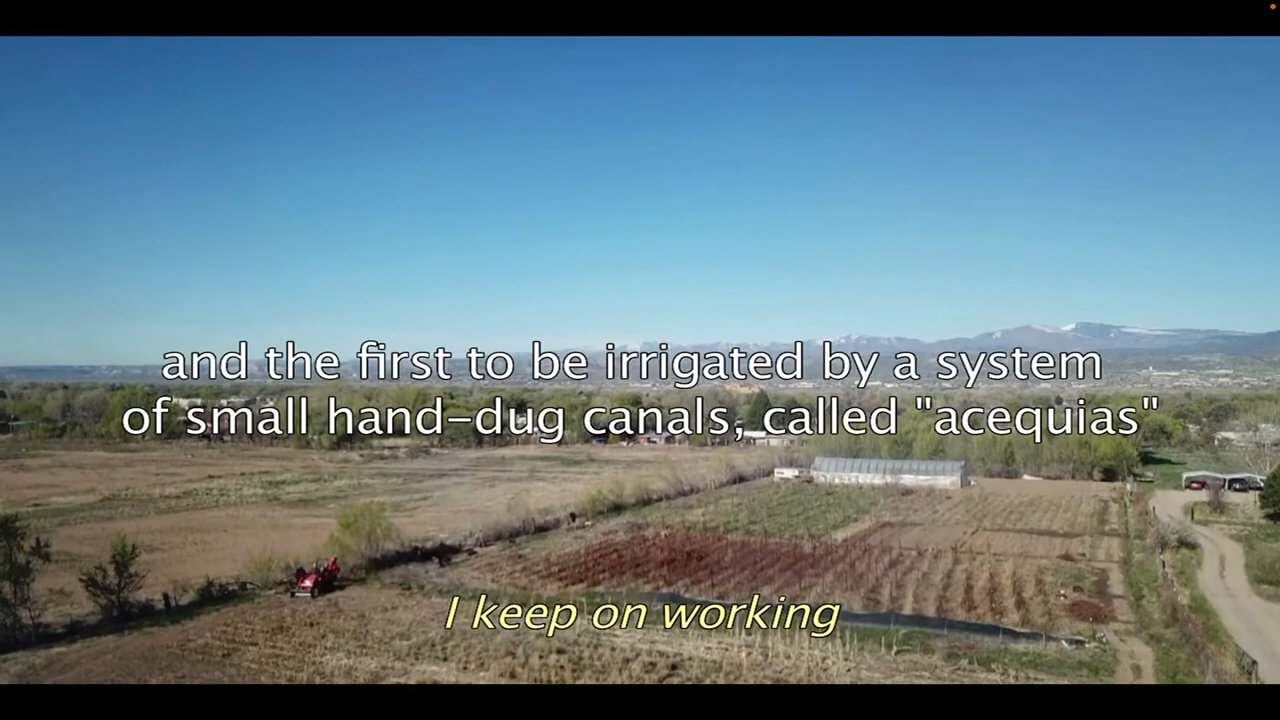 and the first to be irrigated by a system
of small hand-dug canals, called "acequias"
I keep on working